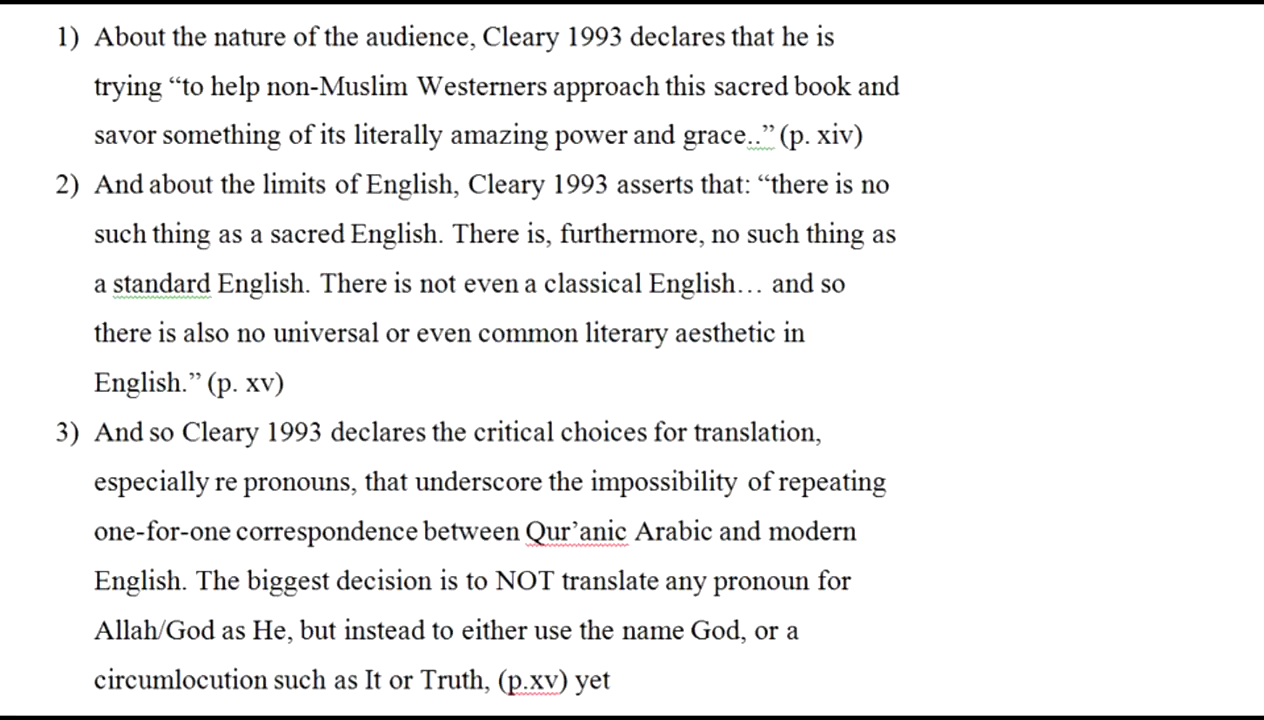 1) About the nature of the audience, Cleary 1993 declares that he is
trying “to help non-Muslim Westerners approach this sacred book and
savor something of its literally amazing power and grace..” (p. xiv)
2) And about the limits of English, Cleary 1993 asserts that: “there is no
such thing as a sacred English. There is, furthermore, no such thing as
a standard English. There is not even a classical English… and so
there is also no universal or even common literary aesthetic in
English.” (p. xv)
3) And so Cleary 1993 declares the critical choices for translation,
especially re pronouns, that underscore the impossibility of repeating
one-for-one correspondence between Qur’anic Arabic and modern
English. The biggest decision is to NOT translate any pronoun for
Allah/God as He, but instead to either use the name God, or a
circumlocution such as It or Truth, (p.xv) yet